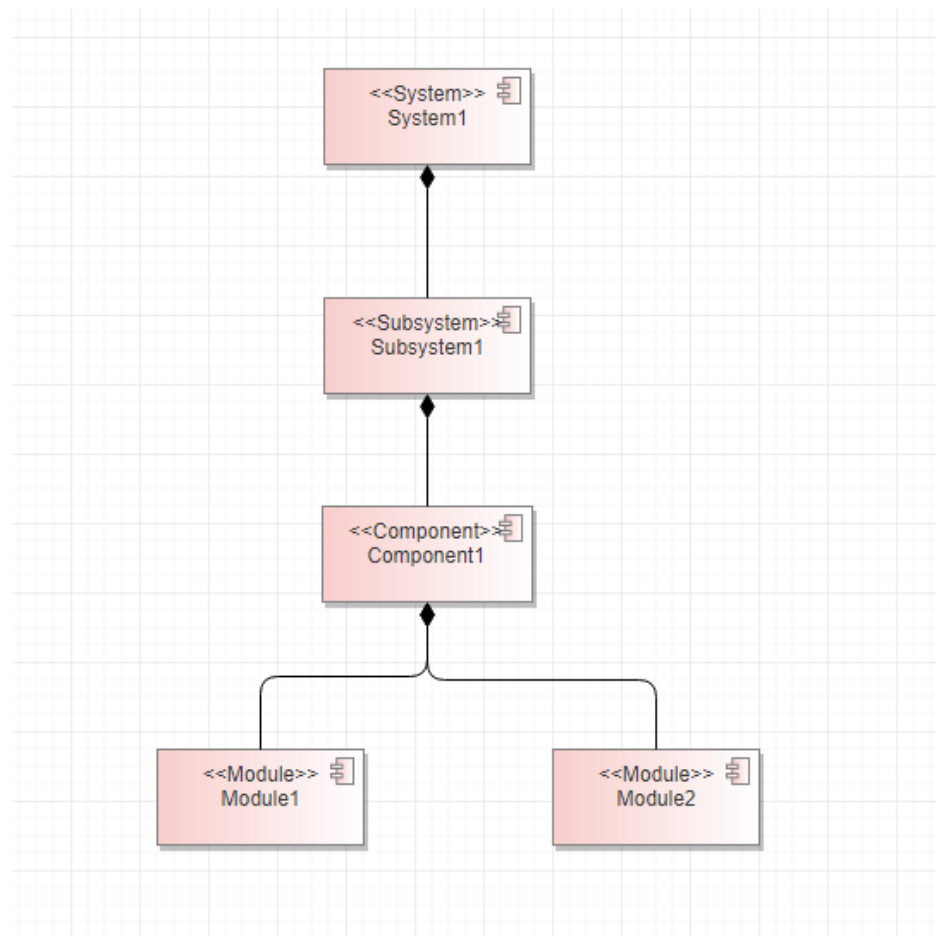 <<System>>
System1
<<Subsystem>>
Subsystem1
<<Component>>
Component1
<<Module>>
Module1
<<Module>>
Module2